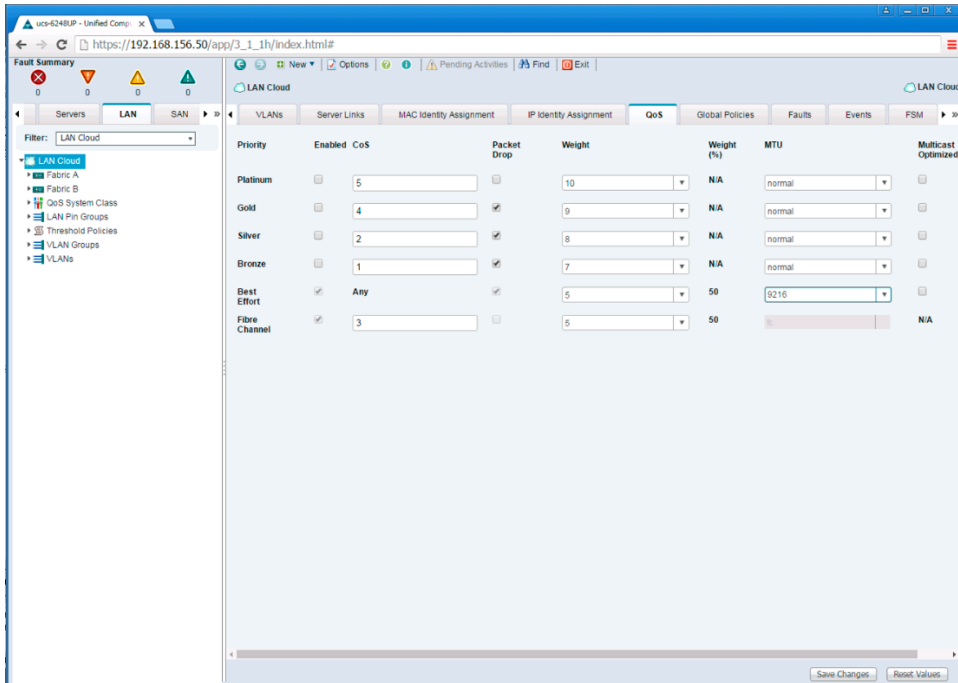 ucs-6248UP - Unified Comp
https://192.168.156.50/app/3_1_1h/index.html#
Fault Summary
0 0 0 0
New Options Pending Activities Find Exit
LAN Cloud LAN Cloud
Servers LAN SAN
VLANs Server Links MAC Identity Assignment IP Identity Assignment QoS Global Policies Faults Events FSM
Filter: LAN Cloud
LAN Cloud
Fabric A
Fabric B
QoS System Class
LAN Pin Groups
Threshold Policies
VLAN Groups
VLANs
Priority Enabled CoS Packet Drop Weight Weight (%) MTU Multicast Optimized
Platinum 5 10 N/A normal
Gold 4 9 N/A normal
Silver 2 8 N/A normal
Bronze 1 7 N/A normal
Best Effort Any 5 50 9216
Fibre Channel 3 5 50 N/A
Save Changes Reset Values